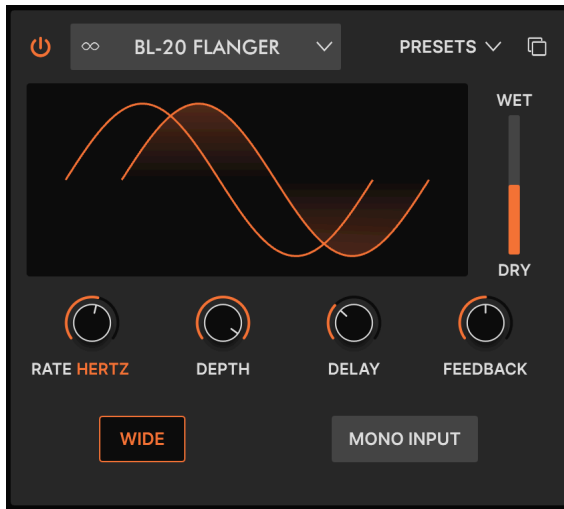 ∞ BL-20 FLANGER PRESETS
WET
DRY
RATE HERTZ DEPTH DELAY FEEDBACK
WIDE MONO INPUT